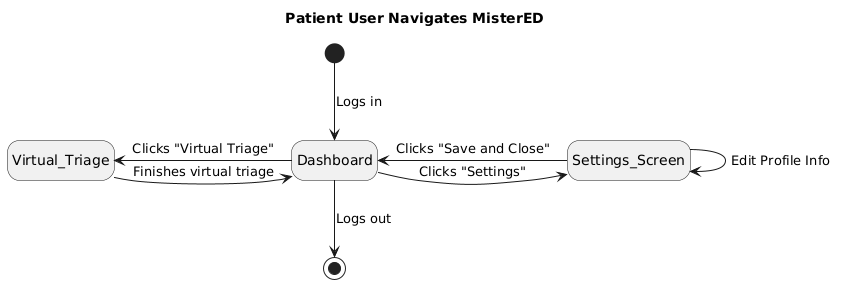 Patient User Navigates MisterED
Logs in
Clicks "Virtual Triage"
Clicks "Save and Close"
Virtual_Triage
Dashboard
Settings_Screen
Edit Profile Info
Finishes virtual triage
Clicks "Settings"
Logs out